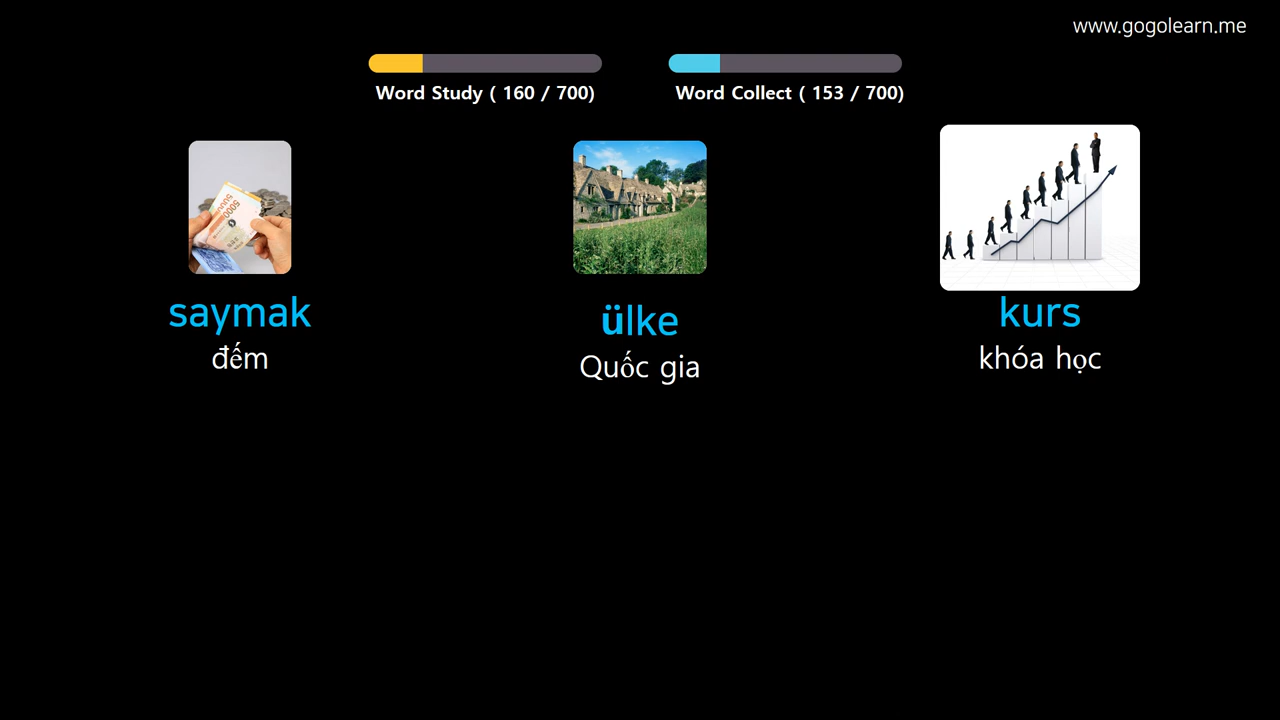 www.gogolearn.me
Word Study ( 160 / 700)
Word Collect ( 153 / 700)
saymak
đếm
ülke
Quốc gia
kurs
khóa học